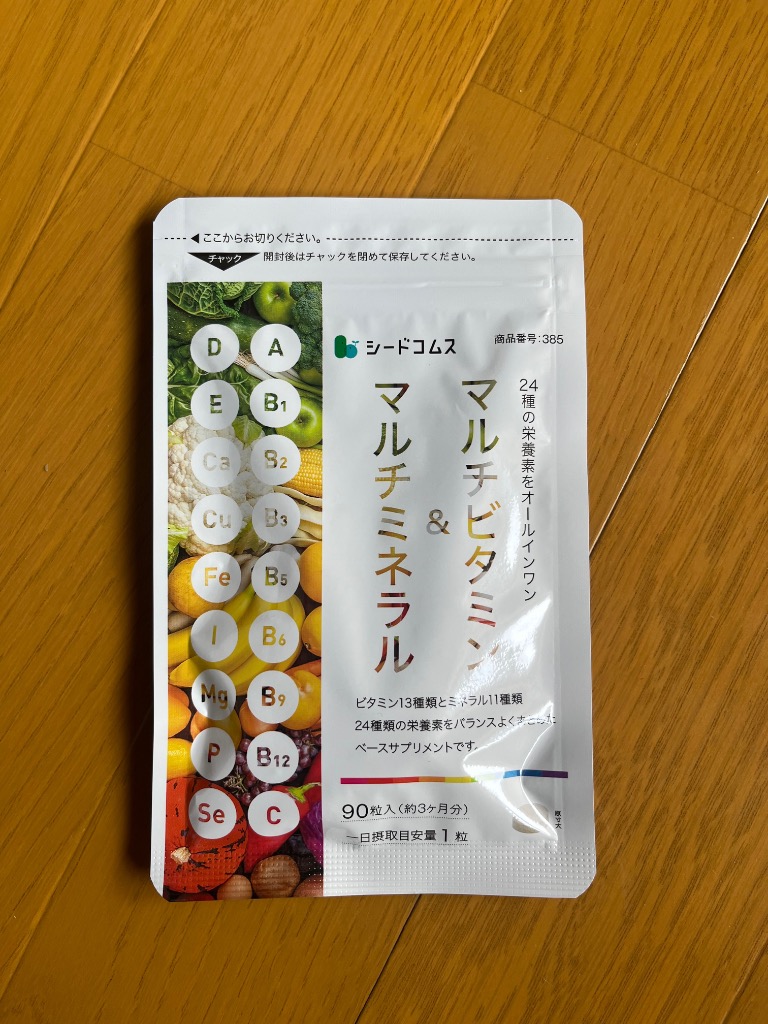 ここからお切りください。
チャック 開封後はチャックを閉めて保存してください。
シードコムス
商品番号:385
24種の栄養素をオールインワン
マルチビタミン
&
マルチミネラル
D A
E B1
Ca B2
Cu B3
Fe B5
I B6
Mg B9
P B12
Se C
ビタミン13種類とミネラル11種類
24種類の栄養素をバランスよく
ベースサプリメントです。
90粒入(約3ヶ月分)
一日摂取目安量1粒
原寸大